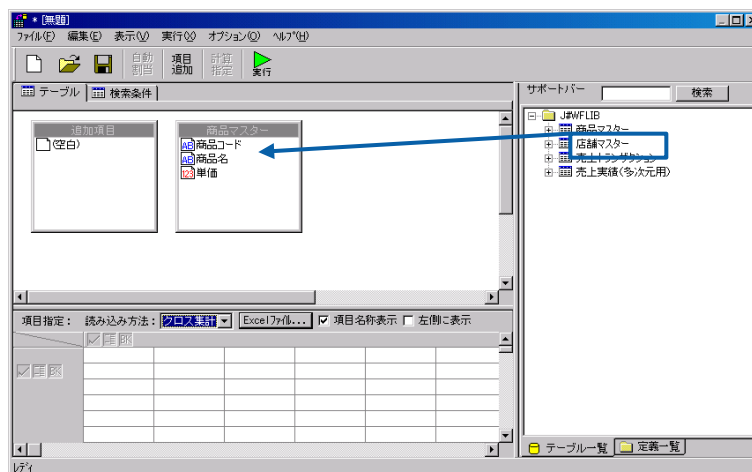 * [無題]
ファイル(F) 編集(E) 表示(V) 実行(X) オプション(O) ヘルプ(H)
自動割当 項目追加 計算指定 実行
テーブル 検索条件
追加項目
(空白)
商品マスター
AB商品コード
AB商品名
123単価
サポートバー 検索
J#WFLIB
商品マスター
店舗マスター
売上トランザクション
売上実績(多次元用)
項目指定: 読み込み方法: クロス集計 Excelファイル... 項目名称表示 左側に表示
テーブル一覧 定義一覧
レディ